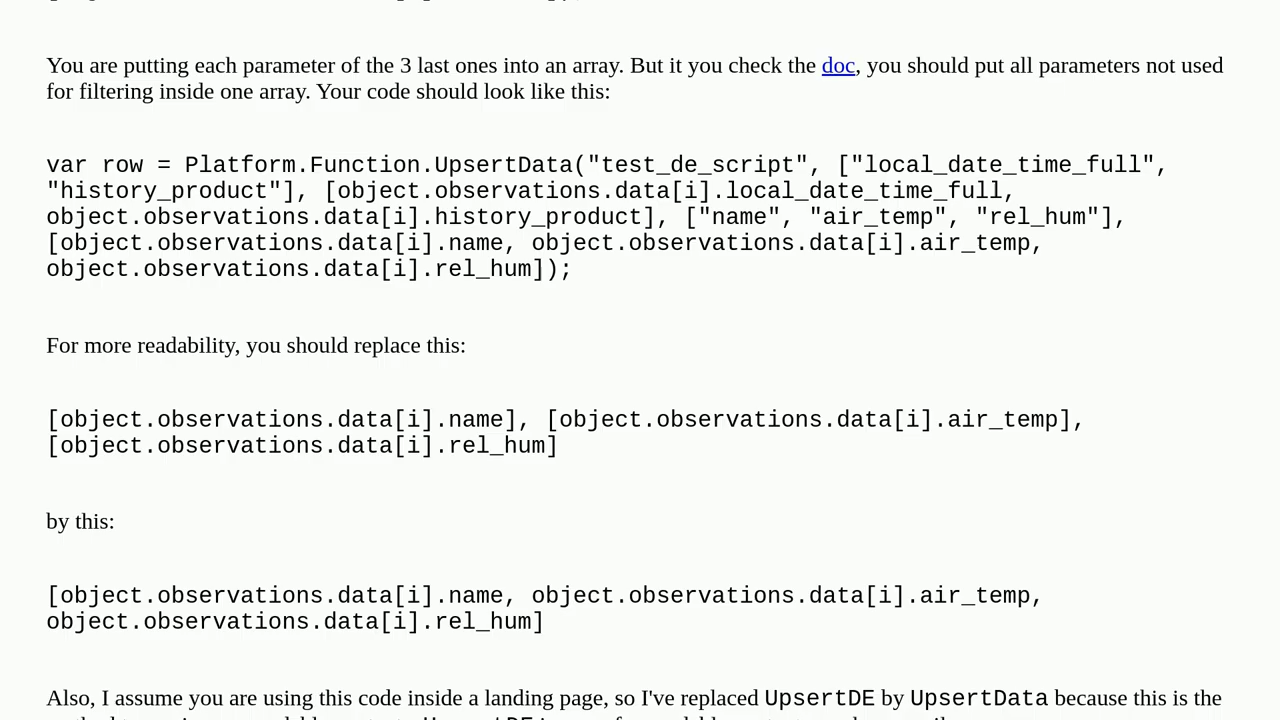 You are putting each parameter of the 3 last ones into an array. But it you check the doc, you should put all parameters not used
for filtering inside one array. Your code should look like this:
var row = Platform.Function.UpsertData("test_de_script", ["local_date_time_full",
"history_product"], [object.observations.data[i].local_date_time_full,
object.observations.data[i].history_product], ["name", "air_temp", "rel_hum"],
[object.observations.data[i].name, object.observations.data[i].air_temp,
object.observations.data[i].rel_hum]);
For more readability, you should replace this:
[object.observations.data[i].name], [object.observations.data[i].air_temp],
[object.observations.data[i].rel_hum]
by this:
[object.observations.data[i].name, object.observations.data[i].air_temp,
object.observations.data[i].rel_hum]
Also, I assume you are using this code inside a landing page, so I've replaced UpsertDE by UpsertData because this is the